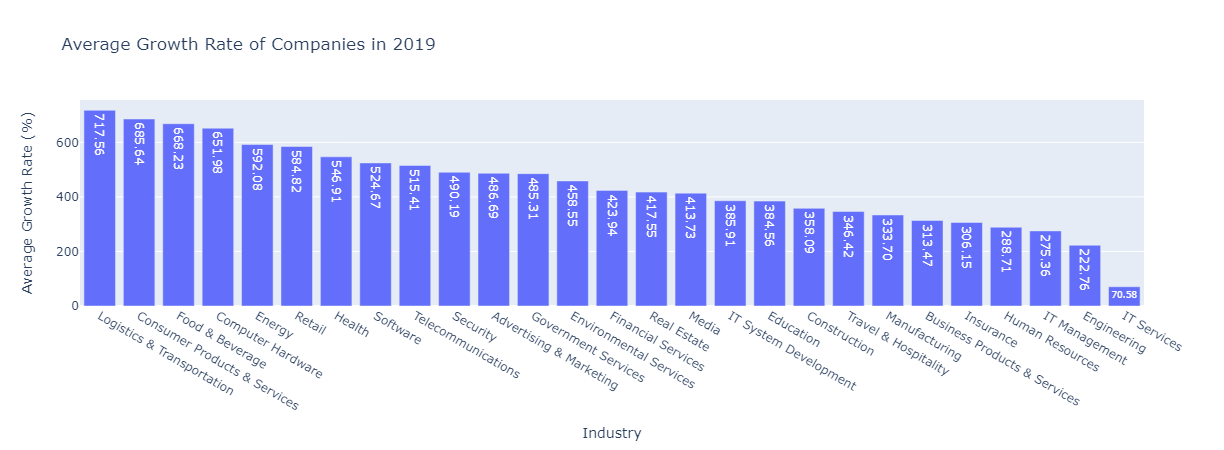 Average Growth Rate of Companies in 2019
Average Growth Rate (%)
600
400
200
0
717.56
685.64
668.23
651.98
592.08
584.82
546.91
524.67
515.41
490.19
486.69
485.31
458.55
423.94
417.55
413.73
385.91
384.56
358.09
346.42
333.70
313.47
306.15
288.71
275.36
222.76
70.58
Logistics & Transportation
Consumer Products & Services
Food & Beverage
Computer Hardware
Energy
Retail
Health
Software
Telecommunications
Security
Advertising & Marketing
Government Services
Environmental Services
Financial Services
Real Estate
Media
IT System Development
Education
Construction
Travel & Hospitality
Manufacturing
Business Products & Services
Insurance
Human Resources
IT Management
Engineering
IT Services
Industry